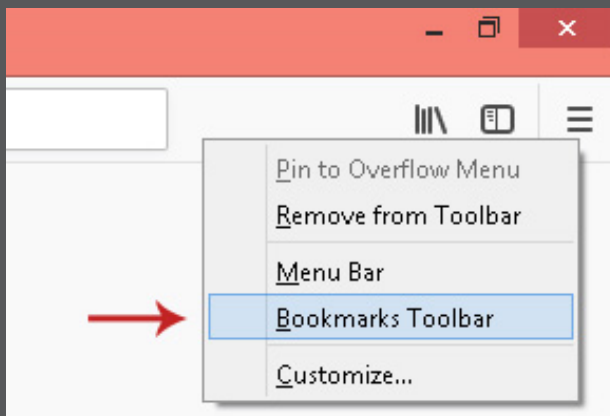 Pin to Overflow Menu
Remove from Toolbar
Menu Bar
Bookmarks Toolbar
Customize...